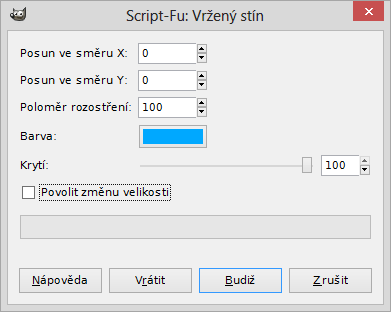 Script-Fu: Vržený stín
Posun ve směru X: 0
Posun ve směru Y: 0
Poloměr rozostření: 100
Barva:
Krytí: 100
Povolit změnu velikosti
Nápověda Vrátit Budiž Zrušit